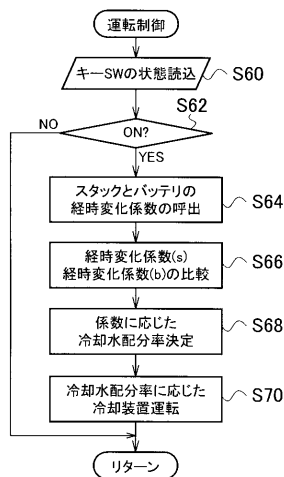 運転制御
キーSWの状態読込
S60
S62
NO
ON?
YES
スタックとバッテリの
経時変化係数の呼出
S64
経時変化係数(s)
経時変化係数(b)の比較
S66
係数に応じた
冷却水配分率決定
S68
冷却水配分率に応じた
冷却装置運転
S70
リターン